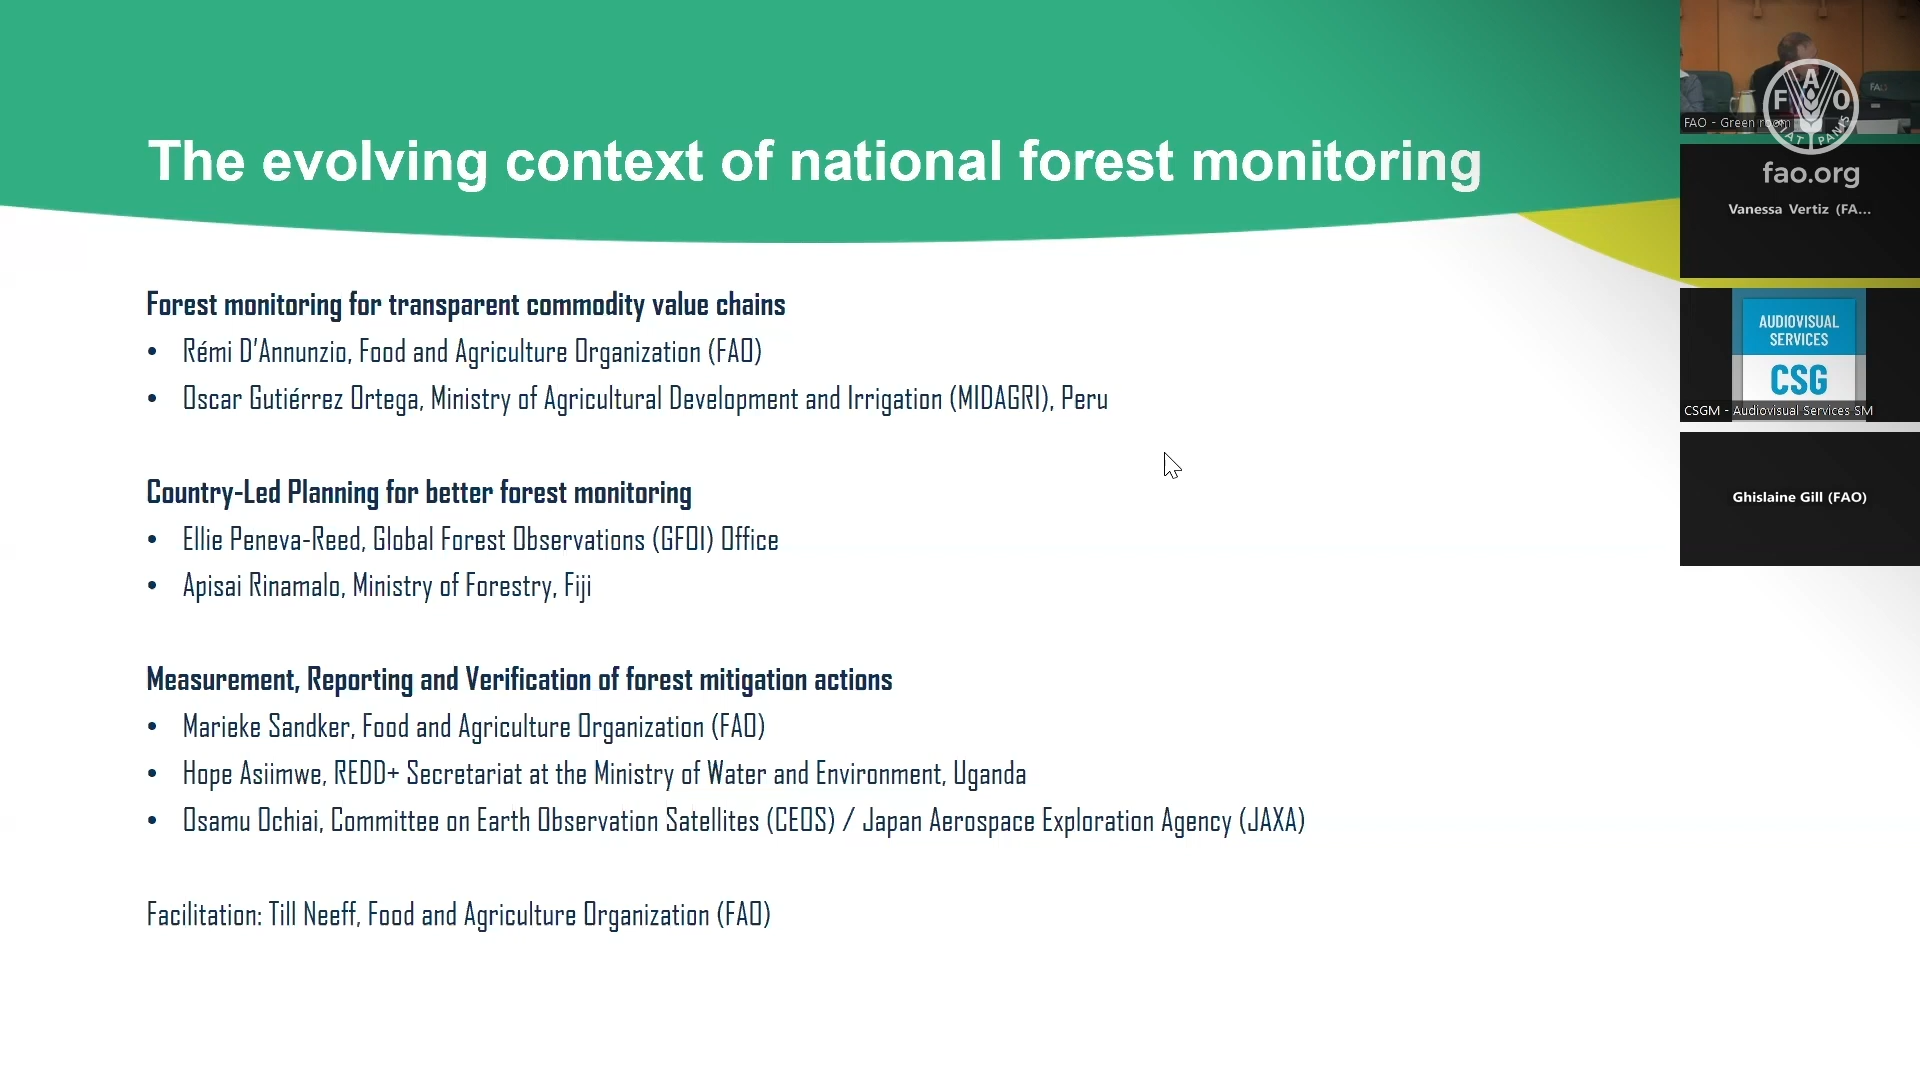 The evolving context of national forest monitoring
Forest monitoring for transparent commodity value chains
• Rémi D'Annunzio, Food and Agriculture Organization (FAO)
• Oscar Gutiérrez Ortega, Ministry of Agricultural Development and Irrigation (MIDAGRI), Peru
Country-Led Planning for better forest monitoring
• Ellie Peneva-Reed, Global Forest Observations (GFOI) Office
• Apisai Rinamalo, Ministry of Forestry, Fiji
Measurement, Reporting and Verification of forest mitigation actions
• Marieke Sandker, Food and Agriculture Organization (FAO)
• Hope Asiimwe, REDD+ Secretariat at the Ministry of Water and Environment, Uganda
• Osamu Ochiai, Committee on Earth Observation Satellites (CEOS) / Japan Aerospace Exploration Agency (JAXA)
Facilitation: Till Neeff, Food and Agriculture Organization (FAO)
FAO
FAO - Green room
F A O
FIAT PANIS
fao.org
Vanessa Vertiz (FA...
AUDIOVISUAL
SERVICES
CSG
CSGM - Audiovisual Services SM
Ghislaine Gill (FAO)